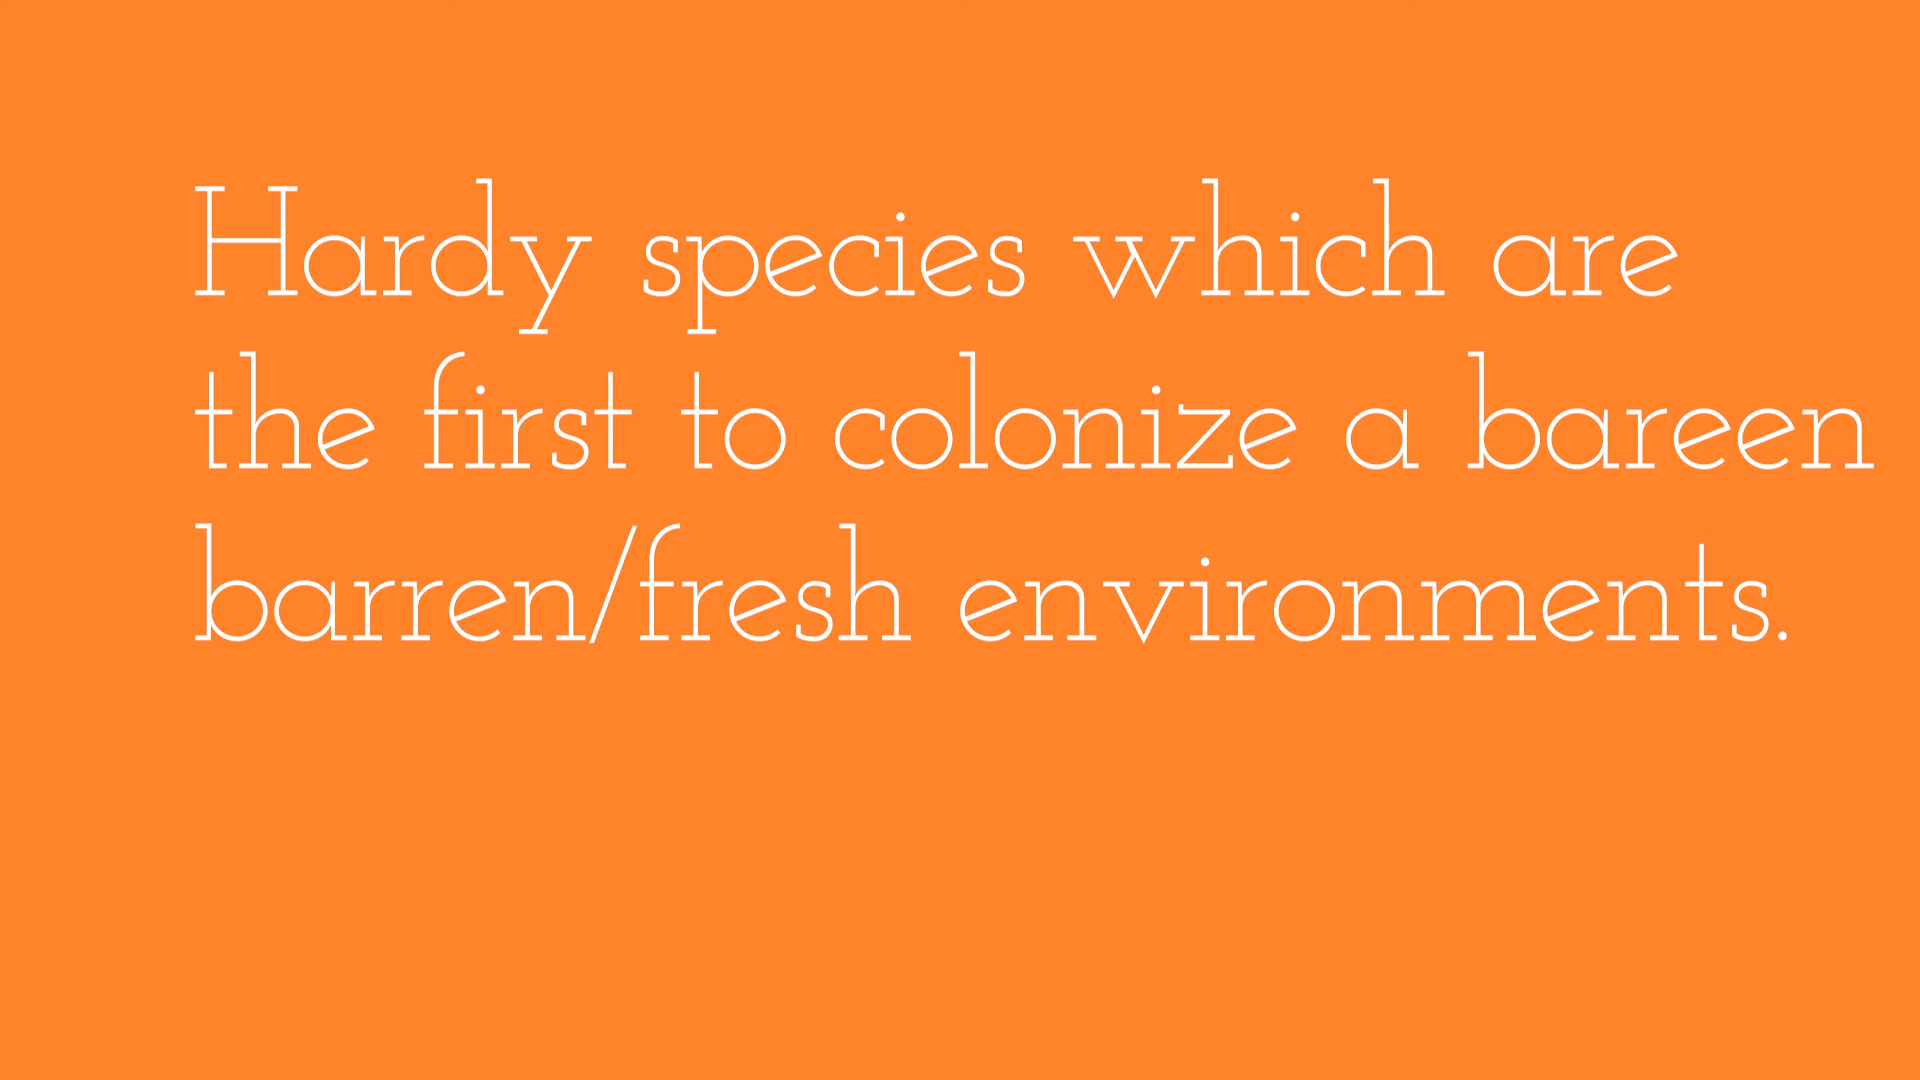 Hardy species which are
the first to colonize a bareen
barren/fresh environments.